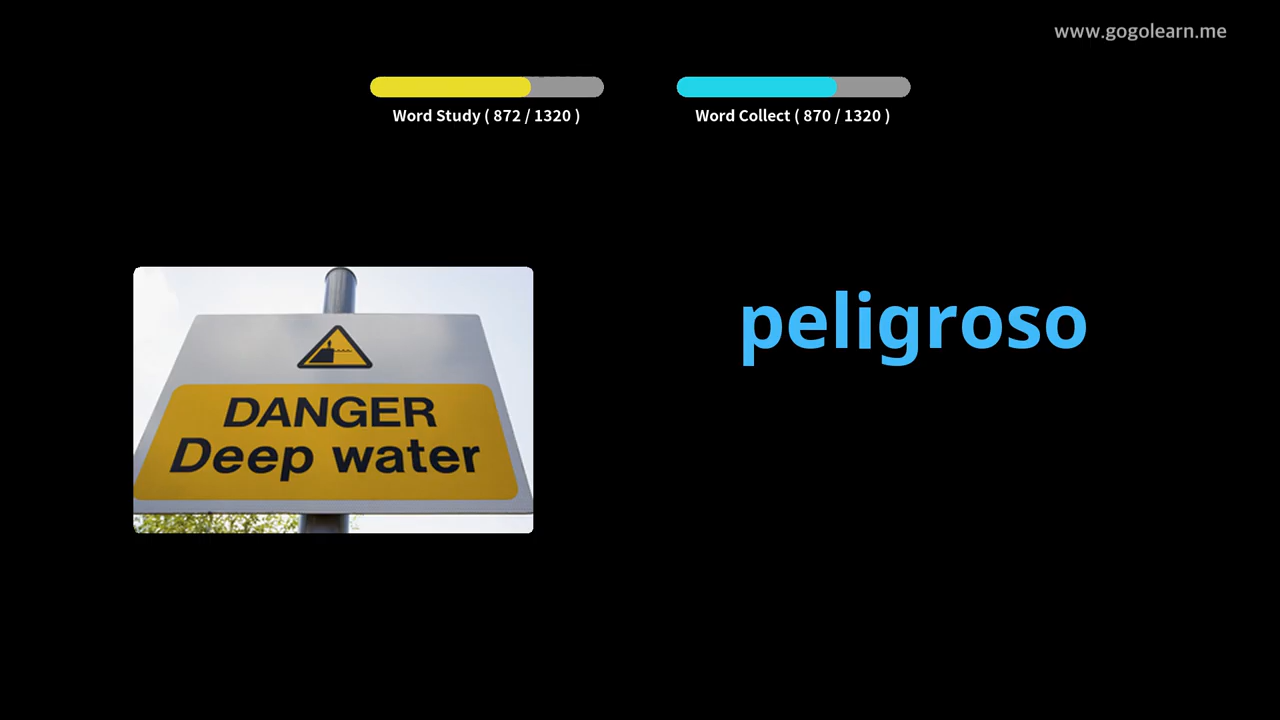 www.gogolearn.me
Word Study ( 872 / 1320 )
Word Collect ( 870 / 1320 )
DANGER
Deep water
peligroso